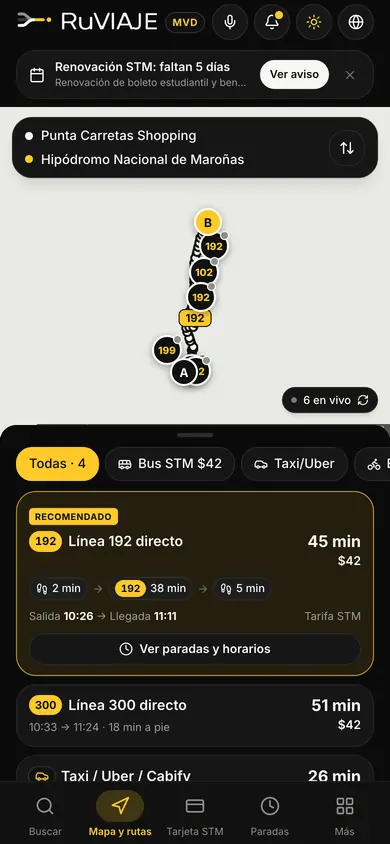 RuVIAJE MVD
Renovación STM: faltan 5 días
Renovación de boleto estudiantil y ben...
Ver aviso
Punta Carretas Shopping
Hipódromo Nacional de Maroñas
B
192
102
192
192
199
A
6 en vivo
Todas · 4
Bus STM $42
Taxi/Uber
RECOMENDADO
192 Línea 192 directo 45 min
$42
2 min → 192 38 min → 5 min
Salida 10:26 → Llegada 11:11 Tarifa STM
Ver paradas y horarios
300 Línea 300 directo 51 min
10:33 → 11:24 · 18 min a pie $42
Taxi / Uber / Cabify 26 min
Buscar
Mapa y rutas
Tarjeta STM
Paradas
Más